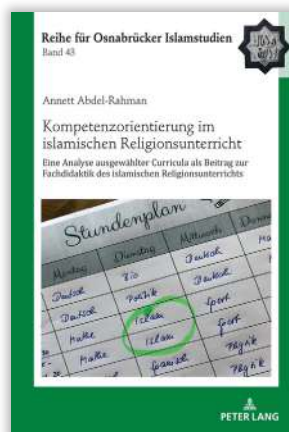 Reihe für Osnabrücker Islamstudien
Band 43
Annett Abdel-Rahman
Kompetenzorientierung im
islamischen Religionsunterricht
Eine Analyse ausgewählter Curricula als Beitrag zur
Fachdidaktik des islamischen Religionsunterrichts
Stundenplan
Montag Dienstag Mittwoch
Deutsch Bio Deutsch
Deutsch Politik Deutsch
Mathe Islam Sport
Mathe Islam Sport
Spanisch Physik
PETER LANG